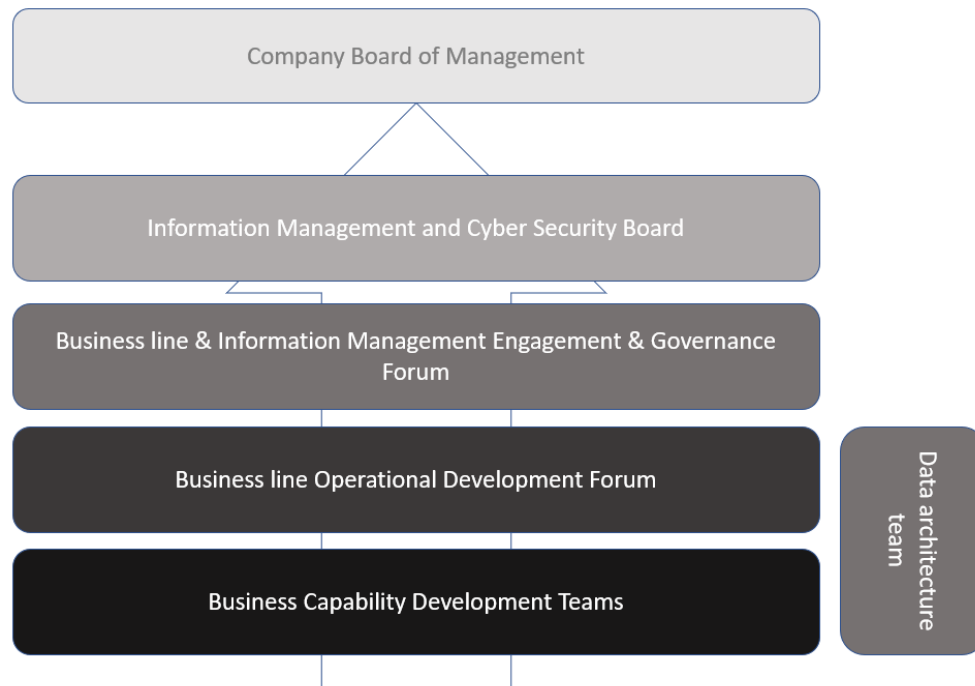 Company Board of Management
Information Management and Cyber Security Board
Business line & Information Management Engagement & Governance
Forum
Business line Operational Development Forum
Business Capability Development Teams
Data architecture
team